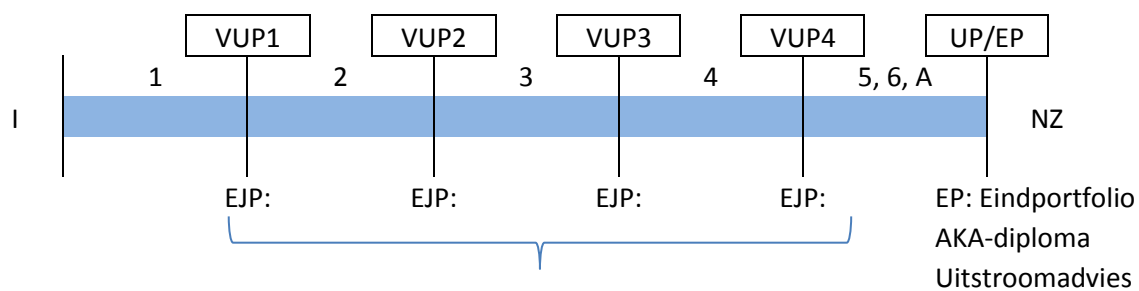 VUP1 VUP2 VUP3 VUP4 UP/EP
1 2 3 4 5, 6, A
I NZ
EJP: EJP: EJP: EJP: EP: Eindportfolio
AKA-diploma
Uitstroomadvies